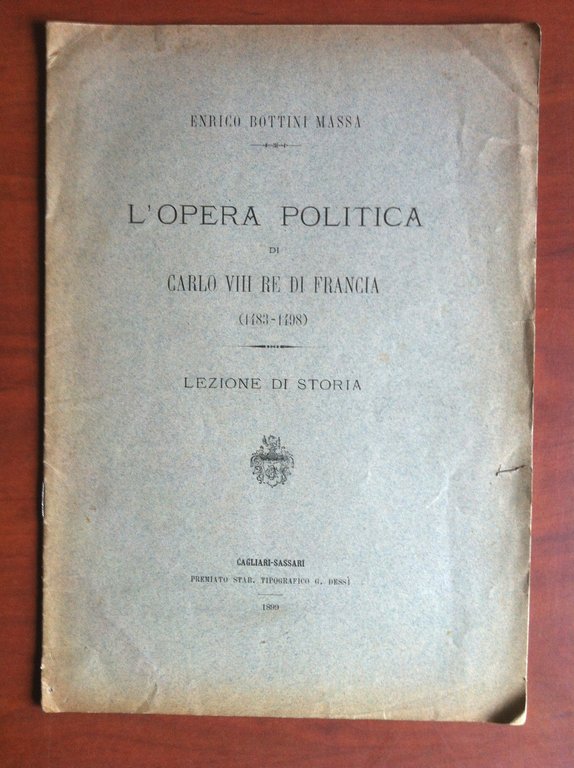 ENRICO BOTTINI MASSA
L'OPERA POLITICA
DI
CARLO VIII RE DI FRANCIA
(1483-1498)
LEZIONE DI STORIA
CAGLIARI-SASSARI
PREMIATO STAB. TIPOGRAFICO G. DESSÌ
1899